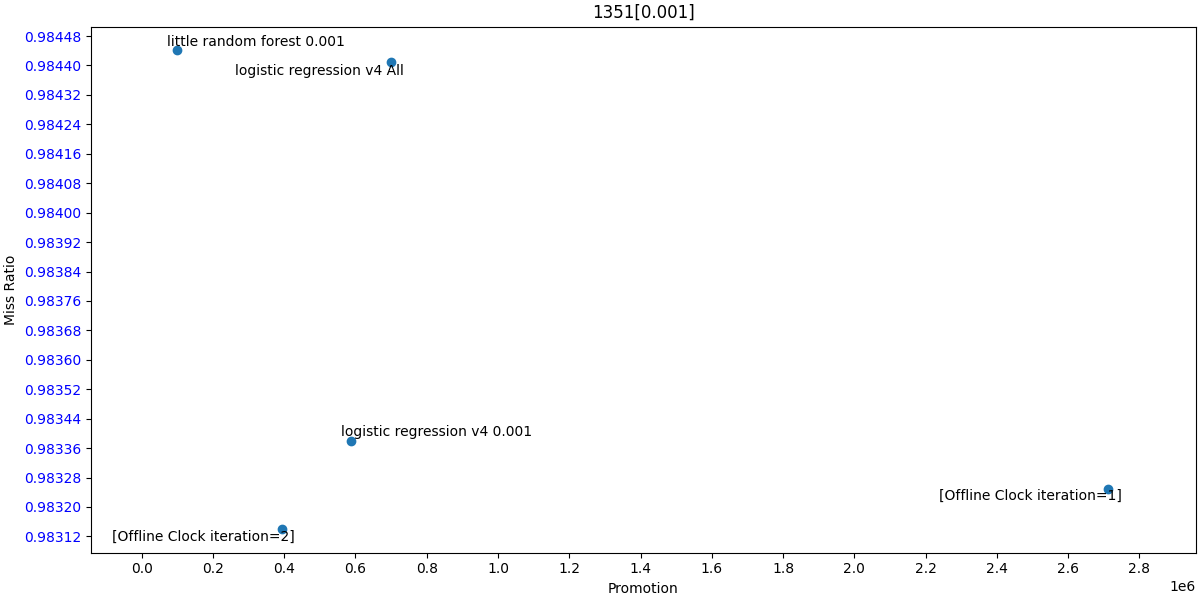 1351[0.001]
0.98448
0.98440
0.98432
0.98424
0.98416
0.98408
0.98400
0.98392
0.98384
0.98376
0.98368
0.98360
0.98352
0.98344
0.98336
0.98328
0.98320
0.98312
Miss Ratio
little random forest 0.001
logistic regression v4 All
logistic regression v4 0.001
[Offline Clock iteration=1]
[Offline Clock iteration=2]
0.0 0.2 0.4 0.6 0.8 1.0 1.2 1.4 1.6 1.8 2.0 2.2 2.4 2.6 2.8
1e6
Promotion